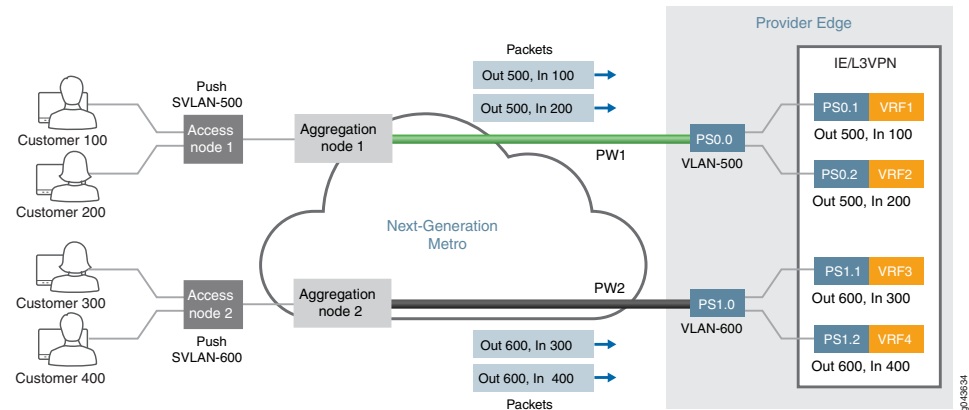 Provider Edge
Packets
IE/L3VPN
Push
SVLAN-500
Out 500, In 100
Out 500, In 200
Customer 100
Access
node 1
Aggregation
node 1
PW1
PS0.0
VLAN-500
PS0.1
VRF1
Out 500, In 100
PS0.2
VRF2
Out 500, In 200
Customer 200
Next-Generation
Metro
Customer 300
Access
node 2
Aggregation
node 2
PW2
PS1.0
VLAN-600
PS1.1
VRF3
Out 600, In 300
PS1.2
VRF4
Out 600, In 400
Push
SVLAN-600
Customer 400
Out 600, In 300
Out 600, In 400
Packets
g043634